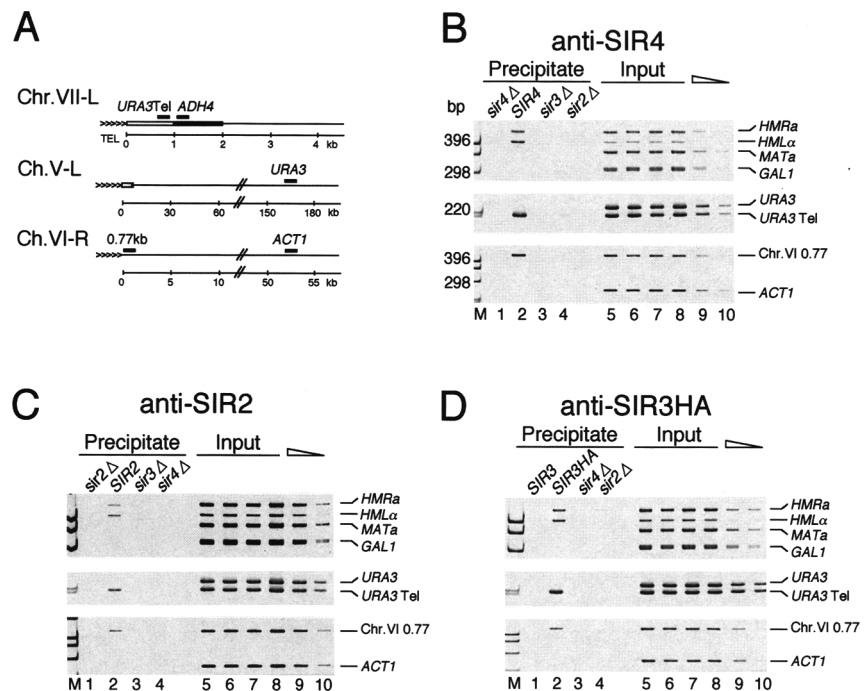 A
Chr.VII-L
URA3Tel ADH4
TEL 0 1 2 3 4 kb
Ch.V-L
URA3
0 30 60 150 180 kb
Ch.VI-R
0.77kb ACT1
0 5 10 50 55 kb
B
anti-SIR4
Precipitate Input
bp sir4Δ SIR4 sir3Δ sir2Δ
396
298
HMRa
HMLα
MATa
GAL1
220
URA3
URA3 Tel
396
298
Chr.VI 0.77
ACT1
M 1 2 3 4 5 6 7 8 9 10
C
anti-SIR2
Precipitate Input
sir2Δ SIR2 sir3Δ sir4Δ
HMRa
HMLα
MATa
GAL1
URA3
URA3 Tel
Chr.VI 0.77
ACT1
M 1 2 3 4 5 6 7 8 9 10
D
anti-SIR3HA
Precipitate Input
SIR3 SIR3HA sir4Δ sir2Δ
HMRa
HMLα
MATa
GAL1
URA3
URA3 Tel
Chr.VI 0.77
ACT1
M 1 2 3 4 5 6 7 8 9 10